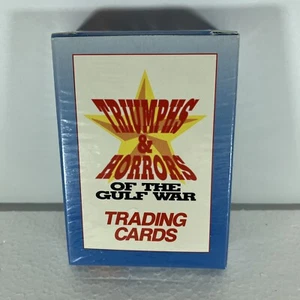 TRIUMPHS
&
HORRORS
OF THE
GULF WAR
TRADING
CARDS